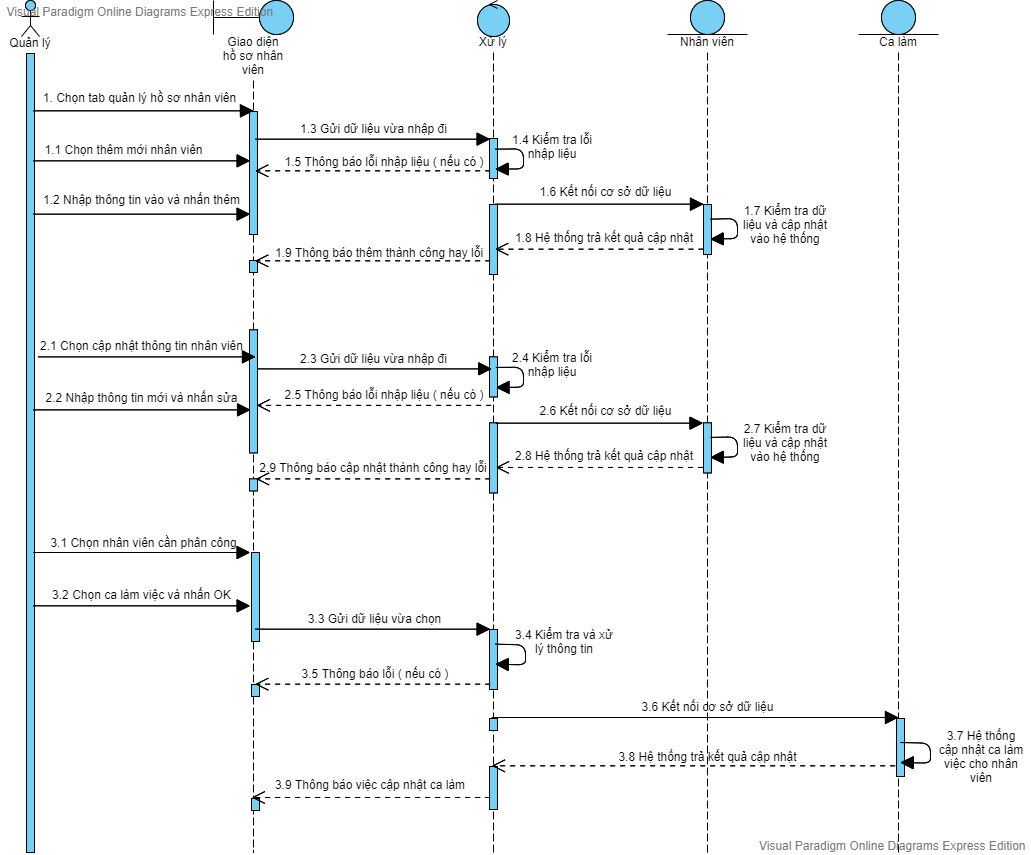 Visual Paradigm Online Diagrams Express Edition
Quản lý
Giao diện
hồ sơ nhân
viên
Xử lý
Nhân viên
Ca làm
1. Chọn tab quản lý hồ sơ nhân viên
1.3 Gửi dữ liệu vừa nhập đi
1.4 Kiểm tra lỗi
nhập liệu
1.1 Chọn thêm mới nhân viên
1.5 Thông báo lỗi nhập liệu ( nếu có )
1.2 Nhập thông tin vào và nhấn thêm
1.6 Kết nối cơ sở dữ liệu
1.7 Kiểm tra dữ
liệu và cập nhật
vào hệ thống
1.8 Hệ thống trả kết quả cập nhật
1.9 Thông báo thêm thành công hay lỗi
2.1 Chọn cập nhật thông tin nhân viên
2.3 Gửi dữ liệu vừa nhập đi
2.4 Kiểm tra lỗi
nhập liệu
2.2 Nhập thông tin mới và nhấn sửa
2.5 Thông báo lỗi nhập liệu ( nếu có )
2.6 Kết nối cơ sở dữ liệu
2.7 Kiểm tra dữ
liệu và cập nhật
vào hệ thống
2.8 Hệ thống trả kết quả cập nhật
2.9 Thông báo cập nhật thành công hay lỗi
3.1 Chọn nhân viên cần phân công
3.2 Chọn ca làm việc và nhấn OK
3.3 Gửi dữ liệu vừa chọn
3.4 Kiểm tra và xử
lý thông tin
3.5 Thông báo lỗi ( nếu có )
3.6 Kết nối cơ sở dữ liệu
3.7 Hệ thống
cập nhật ca làm
việc cho nhân
viên
3.8 Hệ thống trả kết quả cập nhật
3.9 Thông báo việc cập nhật ca làm
Visual Paradigm Online Diagrams Express Edition